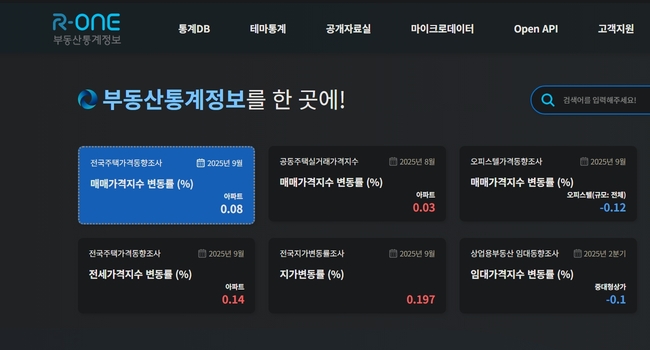 R-ONE
부동산통계정보
통계DB 테마통계 공개자료실 마이크로데이터 Open API 고객지원
부동산통계정보를 한 곳에!
검색어를 입력해주세요!
전국주택가격동향조사 2025년 9월
매매가격지수 변동률 (%)
아파트
0.08
공동주택실거래가격지수 2025년 8월
매매가격지수 변동률 (%)
아파트
0.03
오피스텔가격동향조사 2025년 9월
매매가격지수 변동률 (%)
오피스텔(규모: 전체)
-0.12
전국주택가격동향조사 2025년 9월
전세가격지수 변동률 (%)
아파트
0.14
전국지가변동률조사 2025년 9월
지가변동률 (%)
0.197
상업용부동산 임대동향조사 2025년 2분기
임대가격지수 변동률 (%)
중대형상가
-0.1